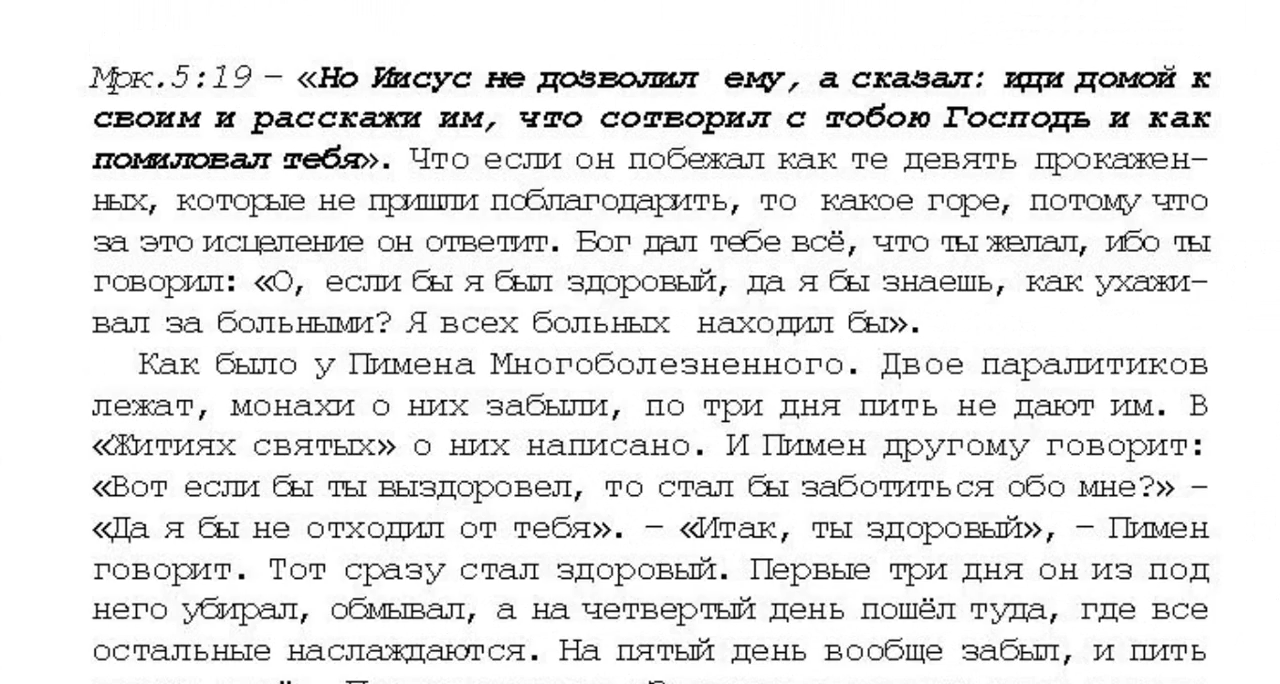 Мрк.5:19 – «Но Иисус не дозволил ему, а сказал: иди домой к
своим и расскажи им, что сотворил с тобою Господь и как
помиловал тебя». Что если он побежал как те девять прокажен-
ных, которые не пришли поблагодарить, то какое горе, потому что
за это исцеление он ответит. Бог дал тебе всё, что ты желал, ибо ты
говорил: «О, если бы я был здоровый, да я бы знаешь, как ухажи-
вал за больными? Я всех больных находил бы».
Как было у Пимена Многоболезненного. Двое паралитиков
лежат, монахи о них забыли, по три дня пить не дают им. В
«Житиях святых» о них написано. И Пимен другому говорит:
«Вот если бы ты выздоровел, то стал бы заботиться обо мне?» –
«Да я бы не отходил от тебя». – «Итак, ты здоровый», – Пимен
говорит. Тот сразу стал здоровый. Первые три дня он из под
него убирал, обмывал, а на четвертый день пошёл туда, где все
остальные наслаждаются. На пятый день вообще забыл, и пить